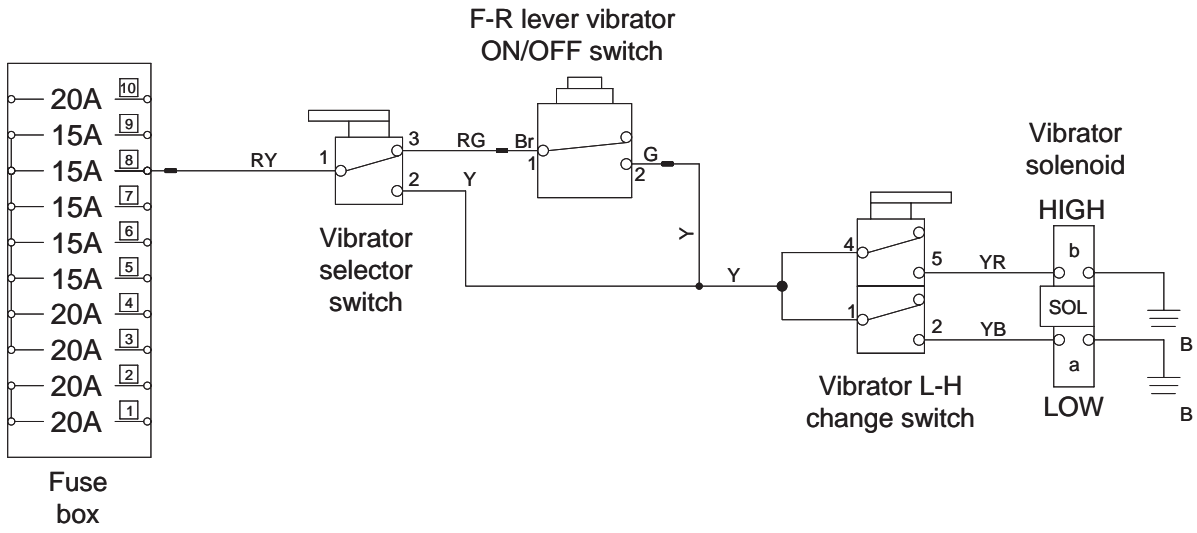 F-R lever vibrator
ON/OFF switch
20A 10
15A 9
15A 8
15A 7
15A 6
15A 5
20A 4
20A 3
20A 2
20A 1
Fuse
box
RY
1
3
2
Vibrator
selector
switch
RG
Br
1
G
2
Y
Y
Y
4
5
1
2
Vibrator L-H
change switch
YR
YB
Vibrator
solenoid
HIGH
b
SOL
a
LOW
B
B